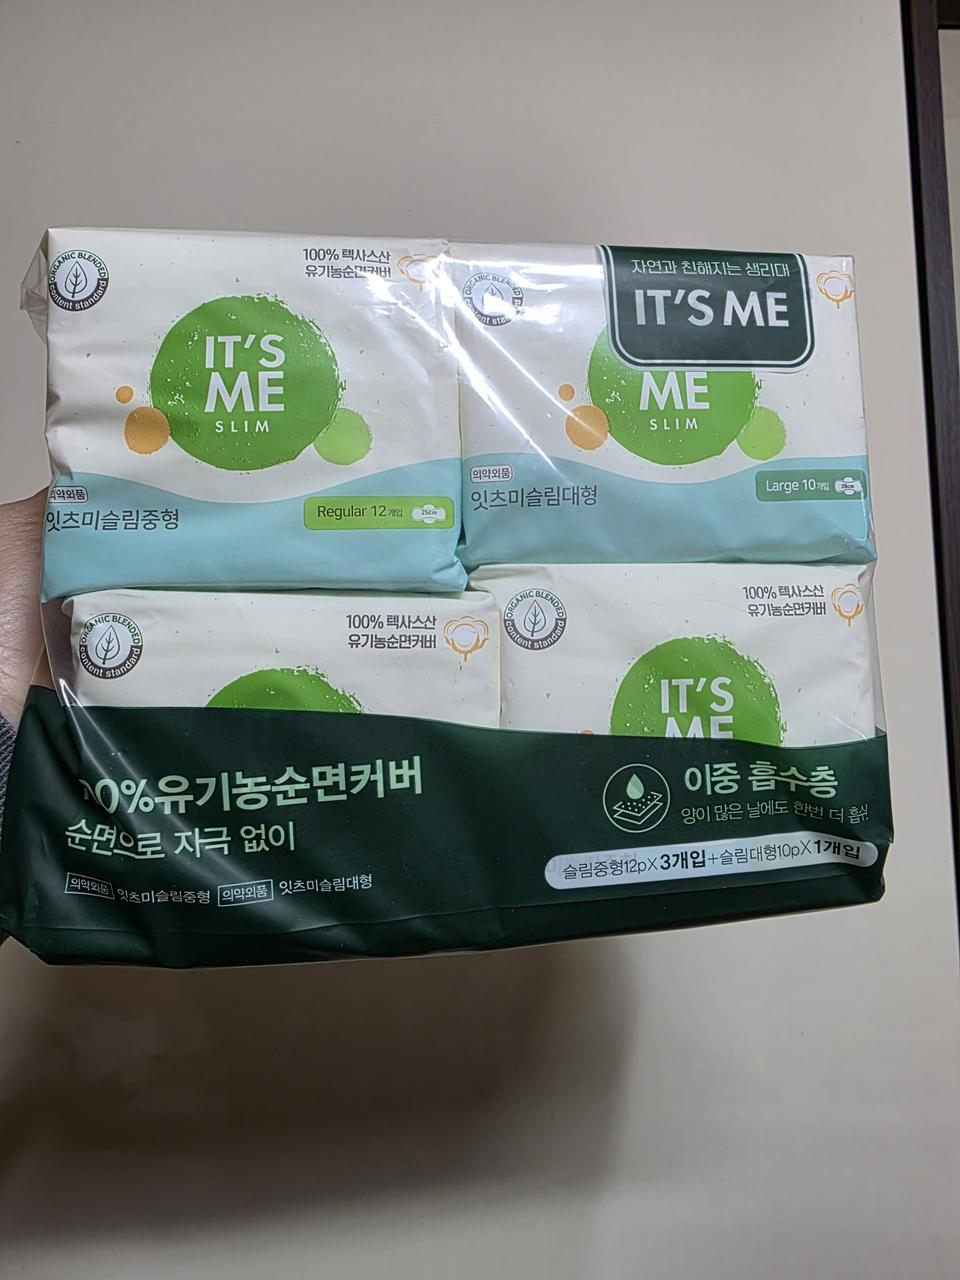 ORGANIC BLENDED
content standard
100% 텍사스산
유기농순면커버
IT'S
ME
SLIM
의약외품
잇츠미슬림중형
Regular 12개입
25cm
ORGANIC BLENDED
content stan
자연과 친해지는 생리대
IT'S ME
ME
SLIM
의약외품
잇츠미슬림대형
Large 10개입
28cm
ORGANIC BLENDED
content standard
100% 텍사스산
유기농순면커버
ORGANIC BLENDED
content standard
100% 텍사스산
유기농순면커버
IT'S
ME
00%유기농순면커버
순면으로 자극 없이
의약외품 잇츠미슬림중형 의약외품 잇츠미슬림대형
이중 흡수층
양이 많은 날에도 한번 더 흡수!
슬림중형12pX3개입+슬림대형10pX1개입